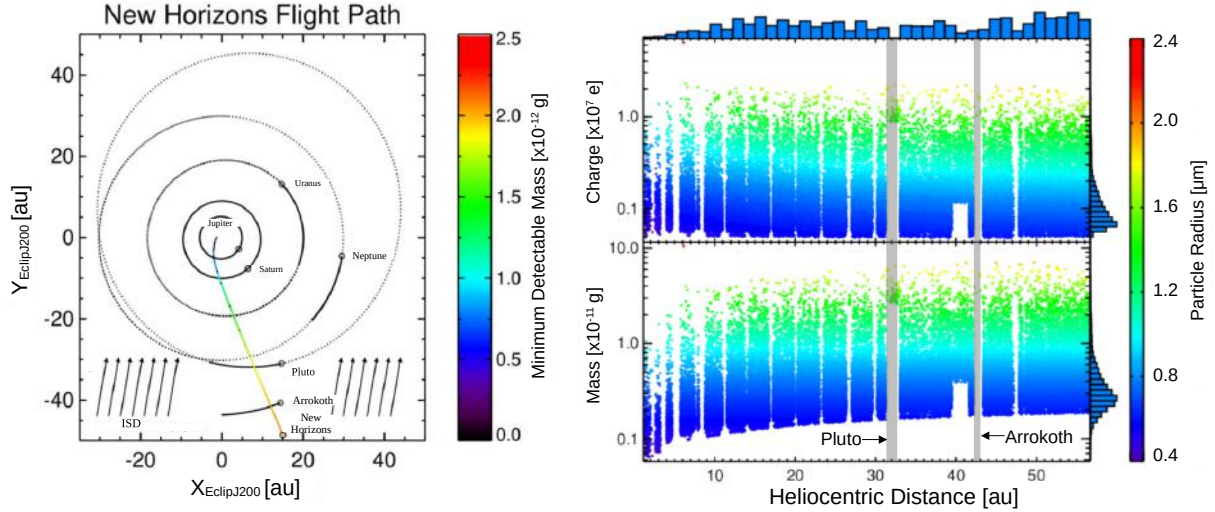 New Horizons Flight Path
Y_EclipJ200 [au]
40
20
0
-20
-40
Uranus
Jupiter
Saturn
Neptune
Pluto
Arrokoth
New
Horizons
ISD
-20 0 20 40
X_EclipJ200 [au]
2.5
2.0
1.5
1.0
0.5
0.0
Minimum Detectable Mass [x10⁻¹² g]
Charge [x10⁷ e]
1.0
0.1
Mass [x10⁻¹¹ g]
10.0
1.0
0.1
Pluto
Arrokoth
10 20 30 40 50
Heliocentric Distance [au]
2.4
2.0
1.6
1.2
0.8
0.4
Particle Radius [μm]